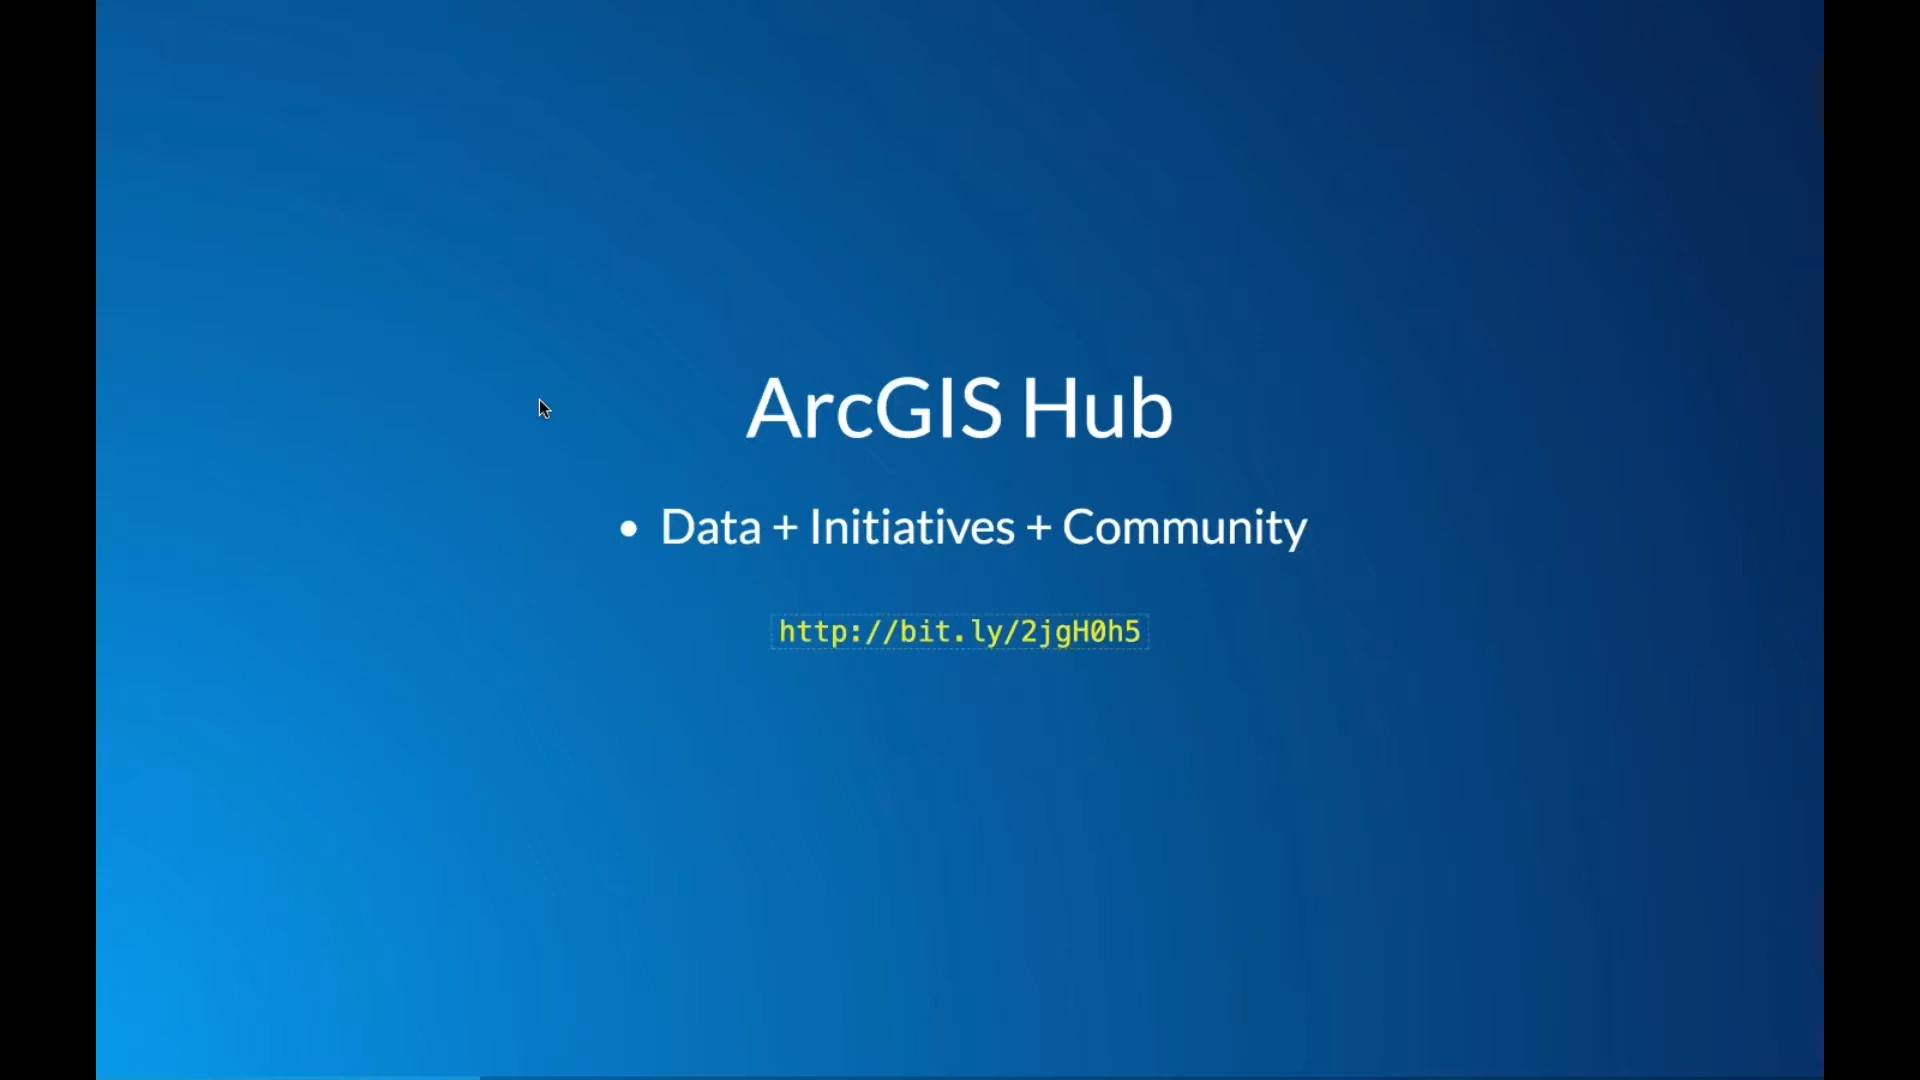 ArcGIS Hub
• Data + Initiatives + Community
http://bit.ly/2jgH0h5